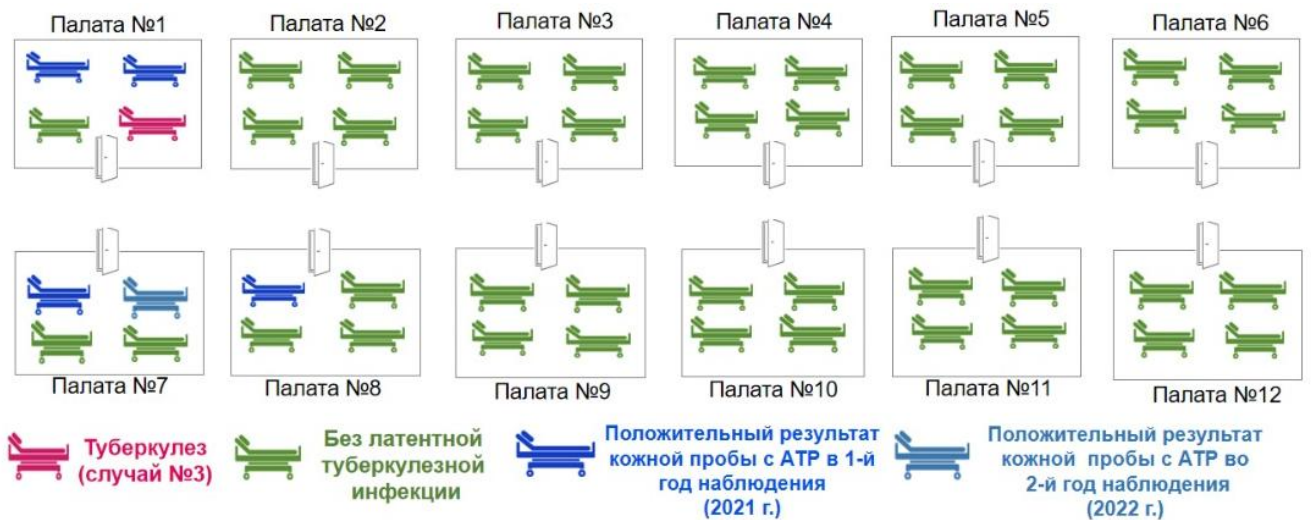 Палата №1
Палата №2
Палата №3
Палата №4
Палата №5
Палата №6
Палата №7
Палата №8
Палата №9
Палата №10
Палата №11
Палата №12
Туберкулез
(случай №3)
Без латентной
туберкулезной
инфекции
Положительный результат
кожной пробы с АТР в 1-й
год наблюдения
(2021 г.)
Положительный результат
кожной пробы с АТР во
2-й год наблюдения
(2022 г.)